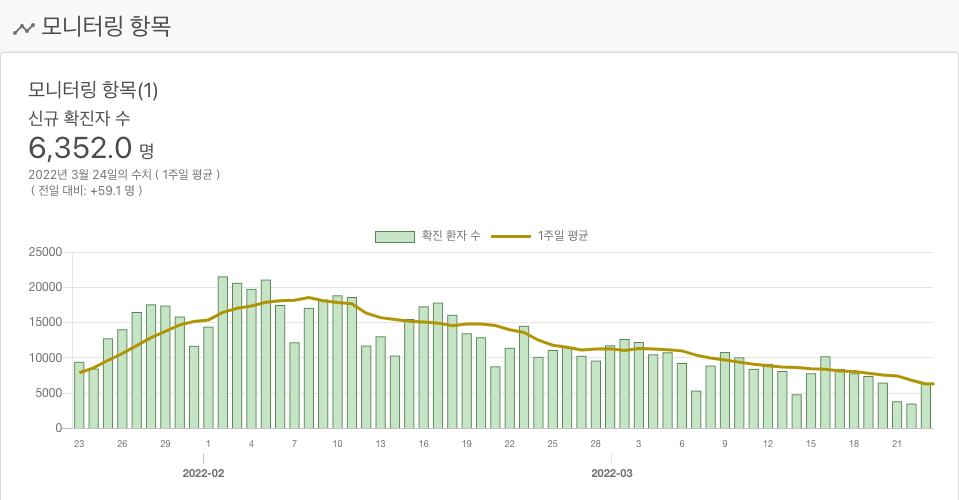 모니터링 항목
모니터링 항목(1)
신규 확진자 수
6,352.0 명
2022년 3월 24일의 수치 ( 1주일 평균 )
( 전일 대비: +59.1 명 )
확진 환자 수 1주일 평균
25000
20000
15000
10000
5000
0
23 26 29 1 4 7 10 13 16 19 22 25 28 3 6 9 12 15 18 21
2022-02 2022-03